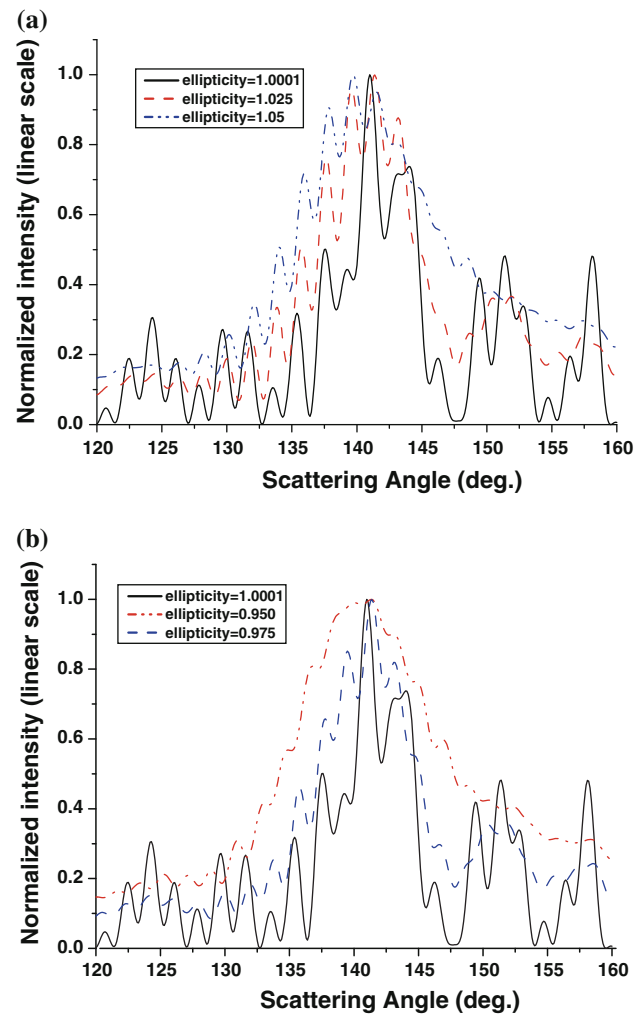 (a)
Normalized intensity (linear scale)
1.0
0.8
0.6
0.4
0.2
0.0
ellipticity=1.0001
ellipticity=1.025
ellipticity=1.05
120 125 130 135 140 145 150 155 160
Scattering Angle (deg.)
(b)
Normalized intensity (linear scale)
1.0
0.8
0.6
0.4
0.2
0.0
ellipticity=1.0001
ellipticity=0.950
ellipticity=0.975
120 125 130 135 140 145 150 155 160
Scattering Angle (deg.)